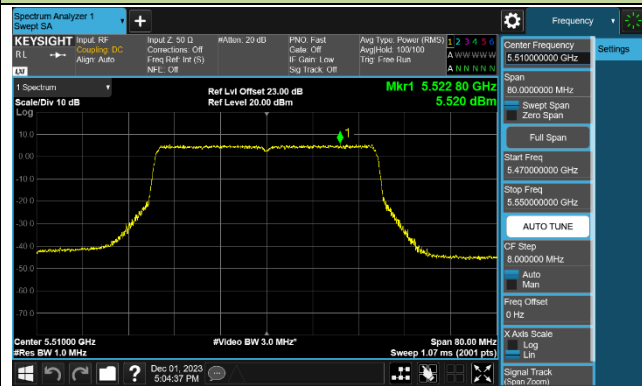 Spectrum Analyzer 1
Swept SA
Frequency
KEYSIGHT
RL
LXI
Input: RF
Coupling: DC
Align: Auto
Input Z: 50 Ω
Corrections: Off
Freq Ref: Int (S)
NFE: Off
#Atten: 20 dB
PNO: Fast
Gate: Off
IF Gain: Low
Sig Track: Off
Avg Type: Power (RMS)
Avg|Hold: 100/100
Trig: Free Run
1 2 3 4 5 6
A W W W W W
A N N N N N
1 Spectrum
Scale/Div 10 dB
Log
Ref Lvl Offset 23.00 dB
Ref Level 20.00 dBm
Mkr1 5.522 80 GHz
5.520 dBm
1
10.0
0.00
-10.0
-20.0
-30.0
-40.0
-50.0
-60.0
-70.0
Center 5.51000 GHz
#Res BW 1.0 MHz
#Video BW 3.0 MHz*
Span 80.00 MHz
Sweep 1.07 ms (2001 pts)
Dec 01, 2023
5:04:37 PM
Center Frequency
5.510000000 GHz
Settings
Span
80.0000000 MHz
Swept Span
Zero Span
Full Span
Start Freq
5.470000000 GHz
Stop Freq
5.550000000 GHz
AUTO TUNE
CF Step
8.000000 MHz
Auto
Man
Freq Offset
0 Hz
X Axis Scale
Log
Lin
Signal Track
(Span Zoom)